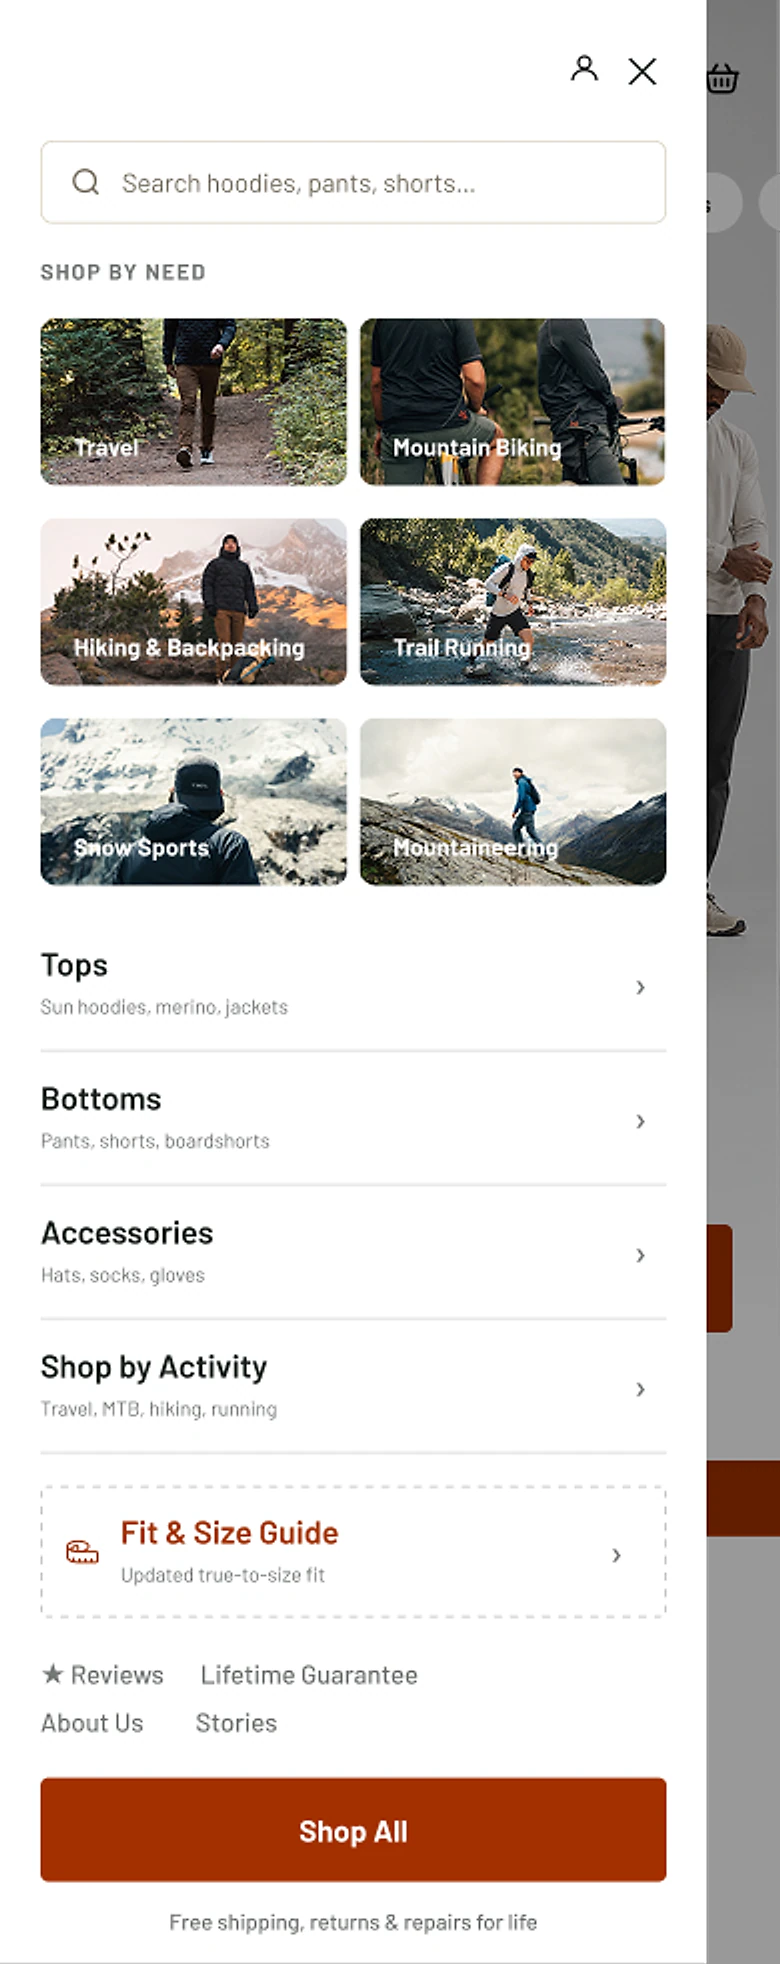 Search hoodies, pants, shorts...
SHOP BY NEED
Travel
Mountain Biking
Hiking & Backpacking
Trail Running
Snow Sports
Mountaineering
Tops
Sun hoodies, merino, jackets
Bottoms
Pants, shorts, boardshorts
Accessories
Hats, socks, gloves
Shop by Activity
Travel, MTB, hiking, running
Fit & Size Guide
Updated true-to-size fit
★ Reviews Lifetime Guarantee
About Us Stories
Shop All
Free shipping, returns & repairs for life